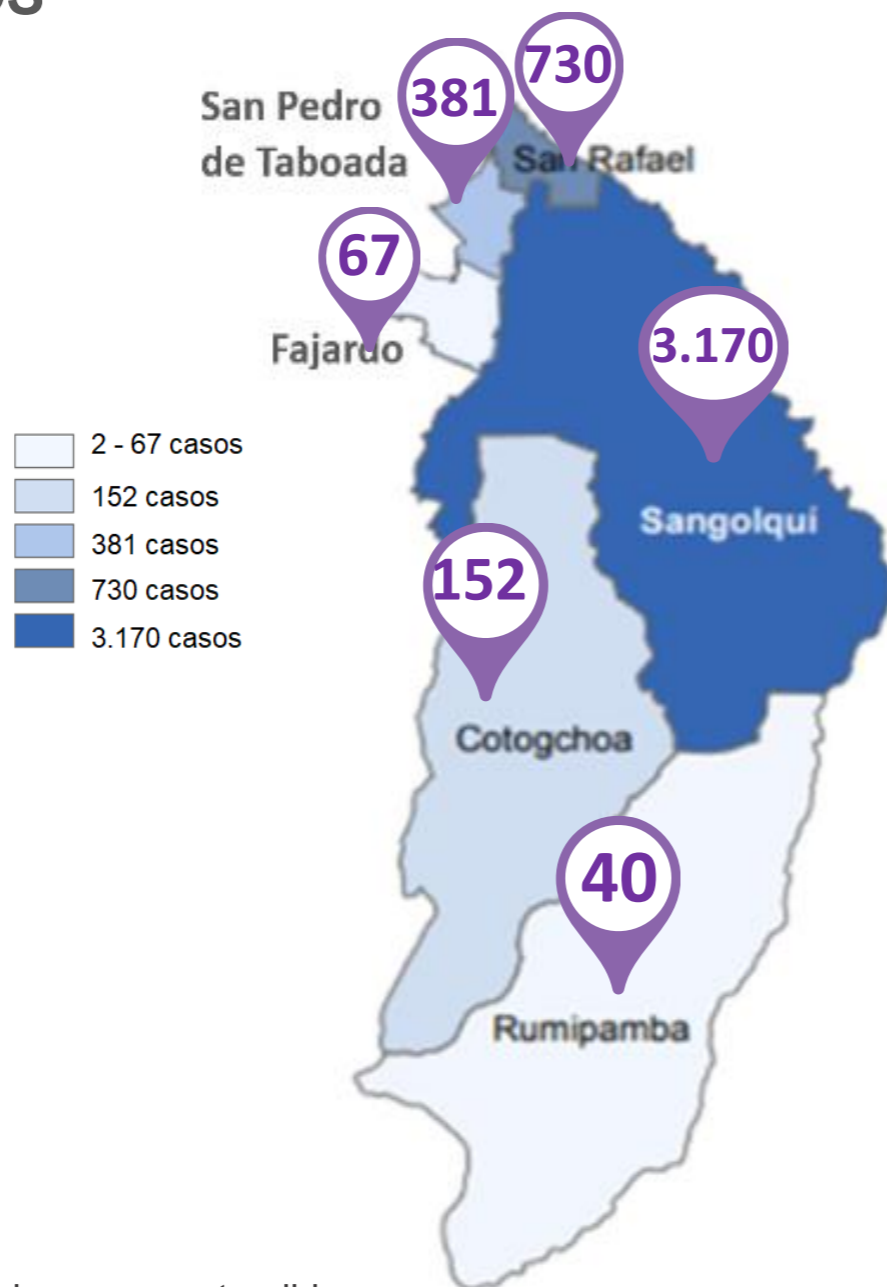 730
381
San Pedro
de Taboada
San Rafael
67
Fajardo
3.170
2 - 67 casos
152 casos
381 casos
730 casos
3.170 casos
Sangolquí
152
Cotogchoa
40
Rumipamba